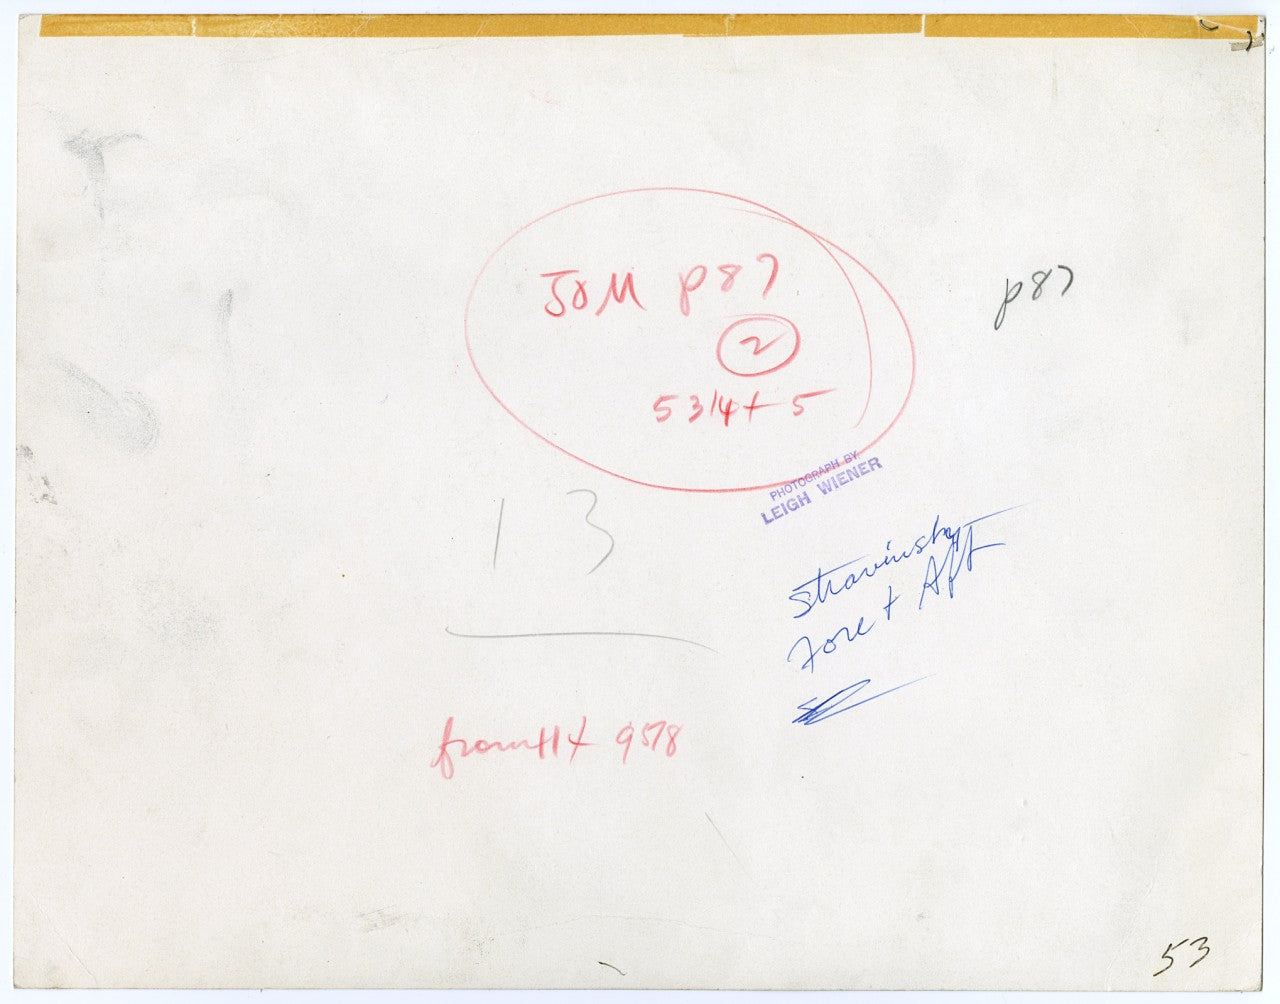 J&M p87
2
5 3/4 + 5
p87
PHOTOGRAPH BY
LEIGH WIENER
13
Stravinsky
Fore + Aft
from 11 x 9 5/8
53